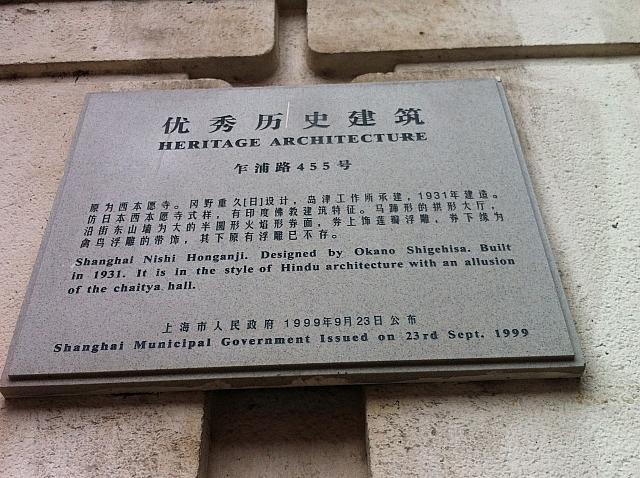 优秀历史建筑
HERITAGE ARCHITECTURE
乍浦路455号
原为西本愿寺。冈野重久[日]设计，岛津工作所承建，1931年建造。
仿日本西本愿寺式样，有印度佛教建筑特征。马蹄形的拱形大厅，
沿街东山墙为大的半圆形火焰形券面，券上饰莲瓣浮雕，券下缘为
禽鸟浮雕的带饰，其下原有浮雕已不存。
Shanghai Nishi Honganji. Designed by Okano Shigehisa. Built
in 1931. It is in the style of Hindu architecture with an allusion
of the chaitya hall.
上海市人民政府 1999年9月23日公布
Shanghai Municipal Government Issued on 23rd Sept. 1999